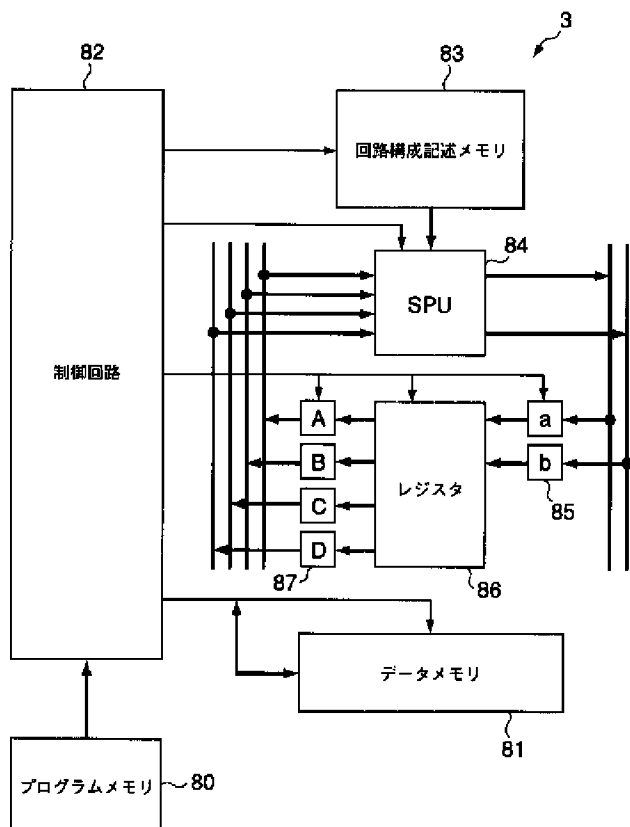 3
82
83
回路構成記述メモリ
84
SPU
制御回路
A
a
B
b
レジスタ
85
C
D
87
86
データメモリ
81
プログラムメモリ
80